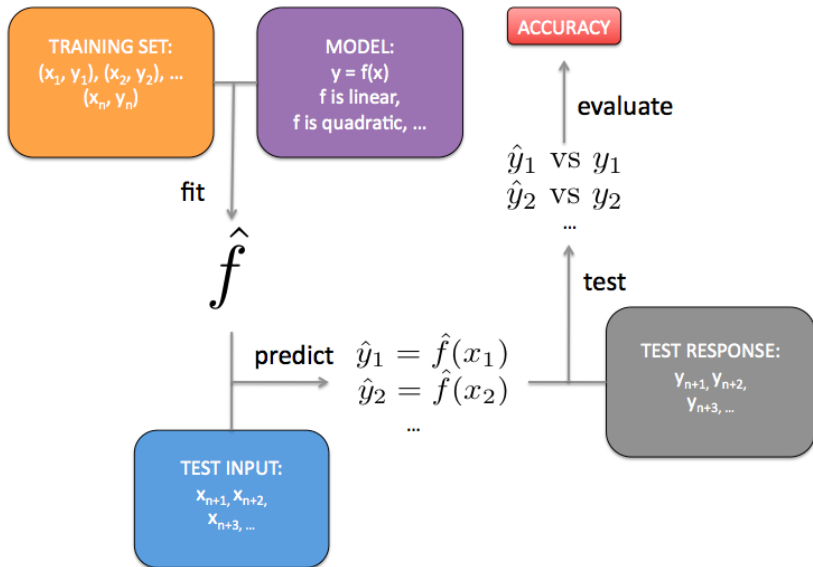 TRAINING SET:
(x₁, y₁), (x₂, y₂), ...
(xₙ, yₙ)
MODEL:
y = f(x)
f is linear,
f is quadratic, ...
ACCURACY
evaluate
ŷ₁ vs y₁
ŷ₂ vs y₂
...
fit
f̂
test
predict
ŷ₁ = f̂(x₁)
ŷ₂ = f̂(x₂)
...
TEST RESPONSE:
yₙ₊₁, yₙ₊₂,
yₙ₊₃, ...
TEST INPUT:
xₙ₊₁, xₙ₊₂,
xₙ₊₃, ...